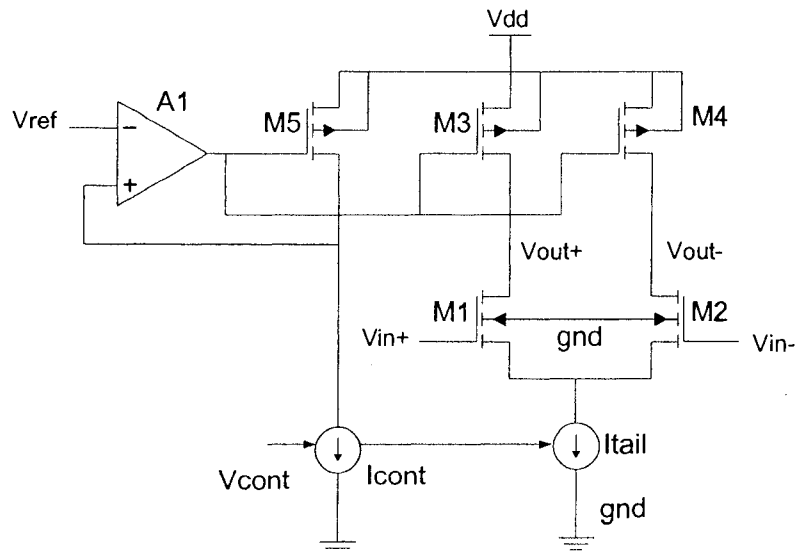 Vdd
A1
Vref
−
+
M5
M3
M4
Vout+
Vout-
M1
M2
Vin+
gnd
Vin-
Vcont
Icont
Itail
gnd